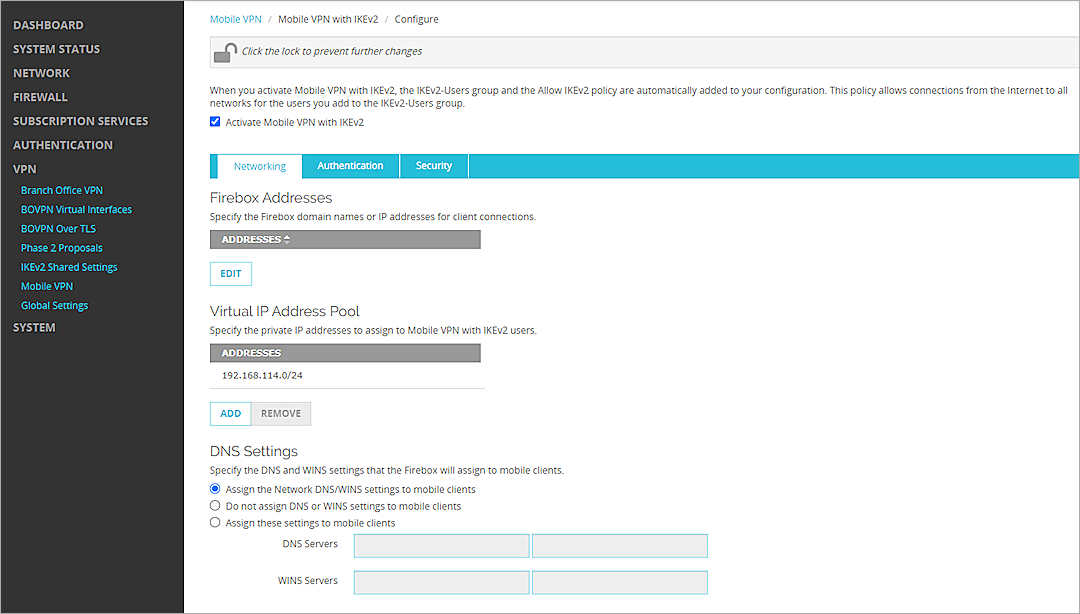 DASHBOARD
SYSTEM STATUS
NETWORK
FIREWALL
SUBSCRIPTION SERVICES
AUTHENTICATION
VPN
Branch Office VPN
BOVPN Virtual Interfaces
BOVPN Over TLS
Phase 2 Proposals
IKEv2 Shared Settings
Mobile VPN
Global Settings
SYSTEM
Mobile VPN / Mobile VPN with IKEv2 / Configure
Click the lock to prevent further changes
When you activate Mobile VPN with IKEv2, the IKEv2-Users group and the Allow IKEv2 policy are automatically added to your configuration. This policy allows connections from the Internet to all
networks for the users you add to the IKEv2-Users group.
Activate Mobile VPN with IKEv2
Networking Authentication Security
Firebox Addresses
Specify the Firebox domain names or IP addresses for client connections.
ADDRESSES
EDIT
Virtual IP Address Pool
Specify the private IP addresses to assign to Mobile VPN with IKEv2 users.
ADDRESSES
192.168.114.0/24
ADD REMOVE
DNS Settings
Specify the DNS and WINS settings that the Firebox will assign to mobile clients.
Assign the Network DNS/WINS settings to mobile clients
Do not assign DNS or WINS settings to mobile clients
Assign these settings to mobile clients
DNS Servers
WINS Servers